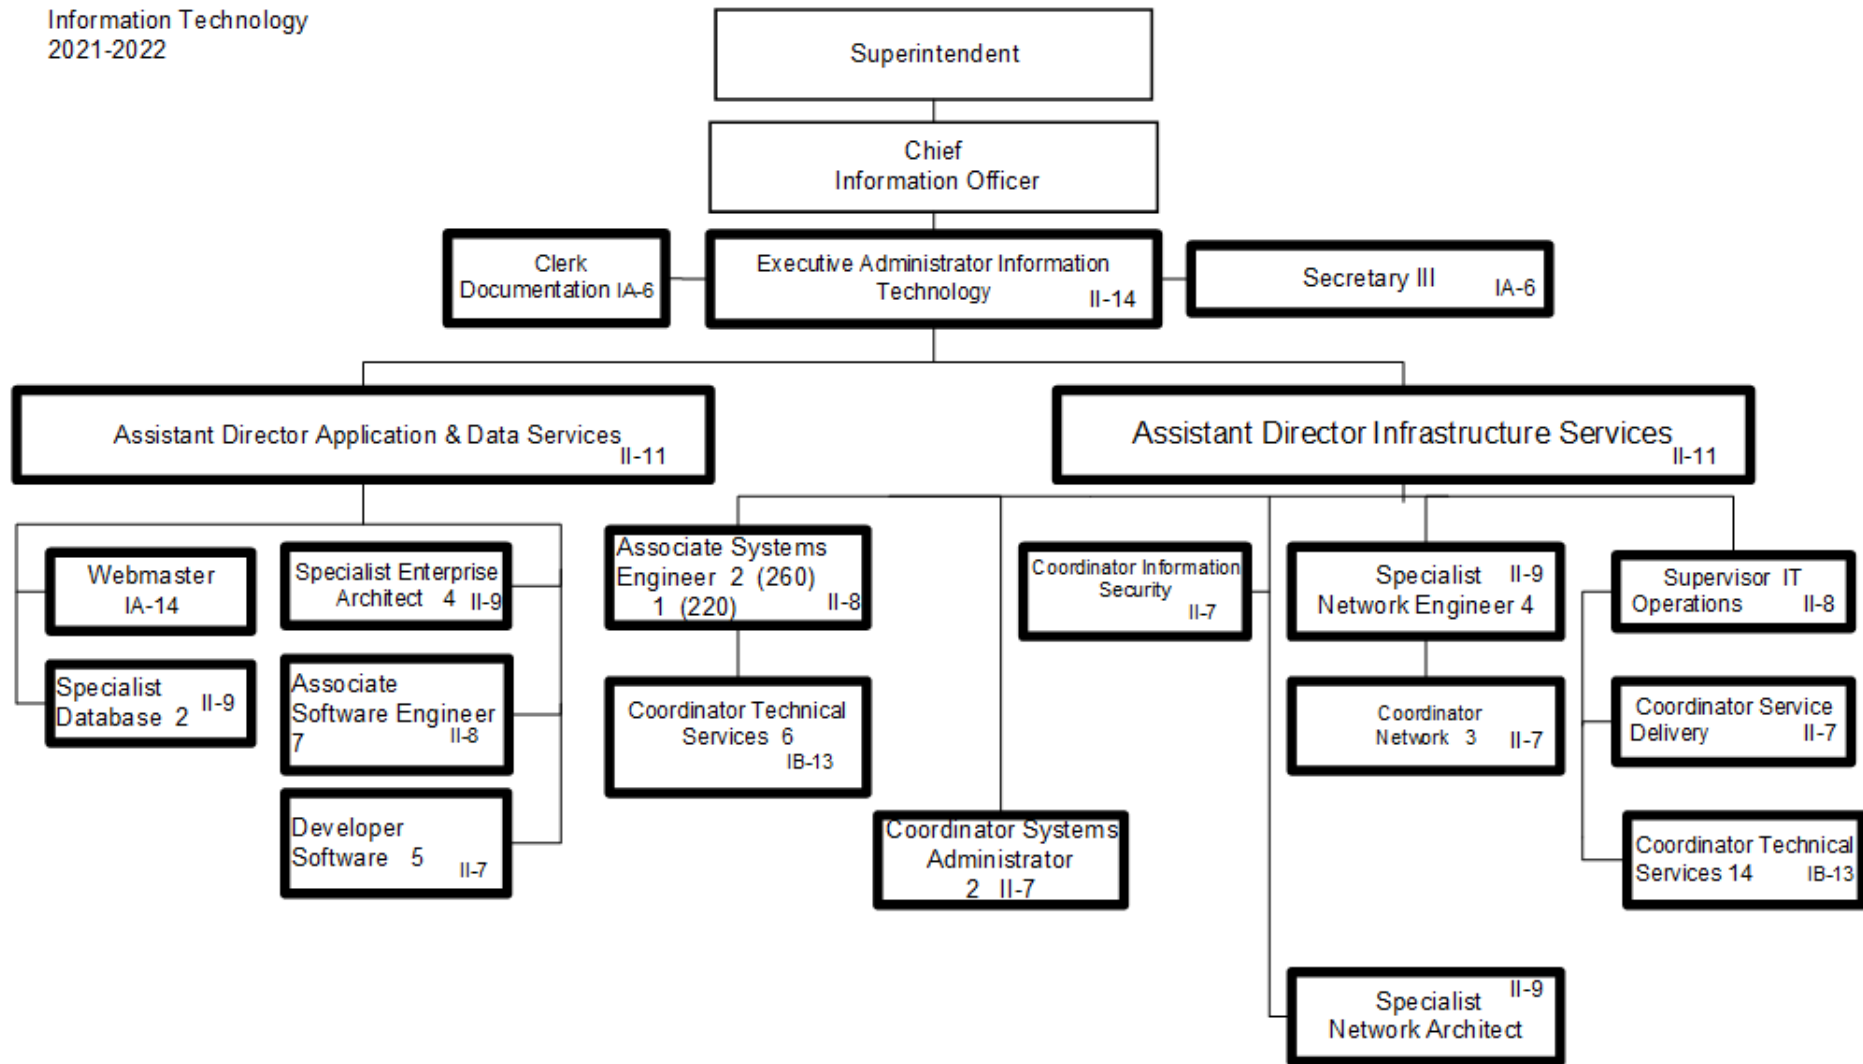 Information Technology
2021-2022
Superintendent
Chief
Information Officer
Clerk
Documentation IA-6
Executive Administrator Information
Technology
II-14
Secretary III
IA-6
Assistant Director Application & Data Services
II-11
Assistant Director Infrastructure Services
II-11
Webmaster
IA-14
Specialist Enterprise
Architect 4 II-9
Specialist
Database 2 II-9
Associate
Software Engineer
7 II-8
Developer
Software 5
II-7
Associate Systems
Engineer 2 (260)
1 (220) II-8
Coordinator Technical
Services 6
IB-13
Coordinator Systems
Administrator
2 II-7
Coordinator Information
Security
II-7
Specialist II-9
Network Engineer 4
Coordinator
Network 3 II-7
Specialist II-9
Network Architect
Supervisor IT
Operations II-8
Coordinator Service
Delivery II-7
Coordinator Technical
Services 14 IB-13